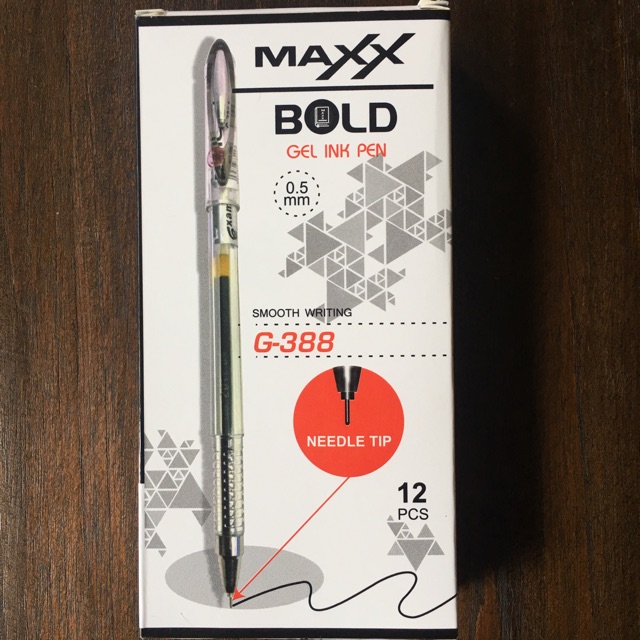 MAXX
BOLD
GEL INK PEN
0.5
mm
SMOOTH WRITING
G-388
NEEDLE TIP
12
PCS